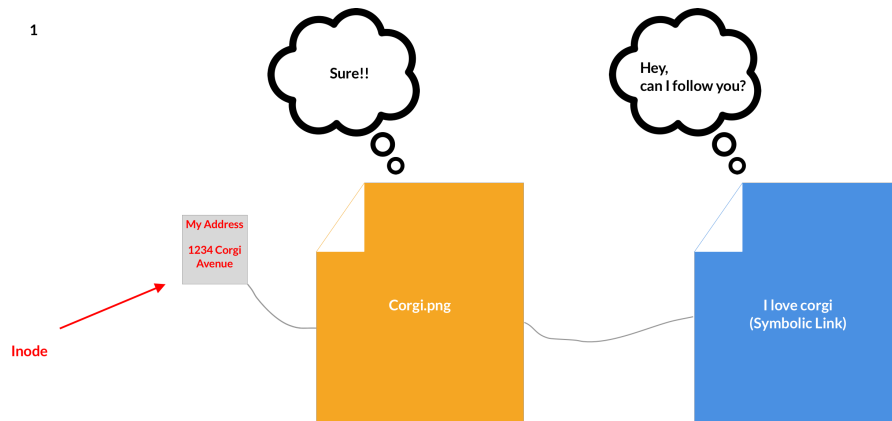 1
Sure!!
Hey,
can I follow you?
My Address
1234 Corgi
Avenue
Corgi.png
I love corgi
(Symbolic Link)
Inode